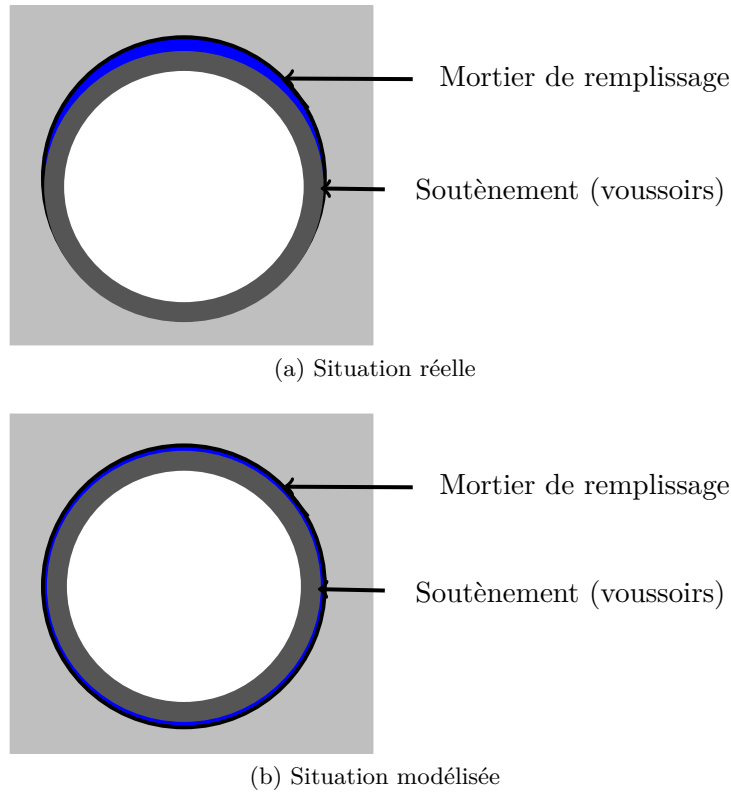 Mortier de remplissage
Soutènement (voussoirs)
(a) Situation réelle
Mortier de remplissage
Soutènement (voussoirs)
(b) Situation modélisée